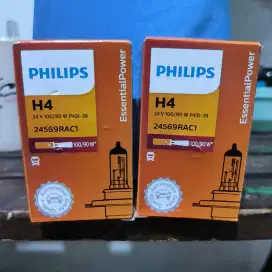 PHILIPS
H4
24 V 100/90 W P43t-38
24569RAC1
100/90 W*
EssentialPower
PHILIPS
H4
24 V 100/90 W P43t-38
24569RAC1
100/90 W*
EssentialPower